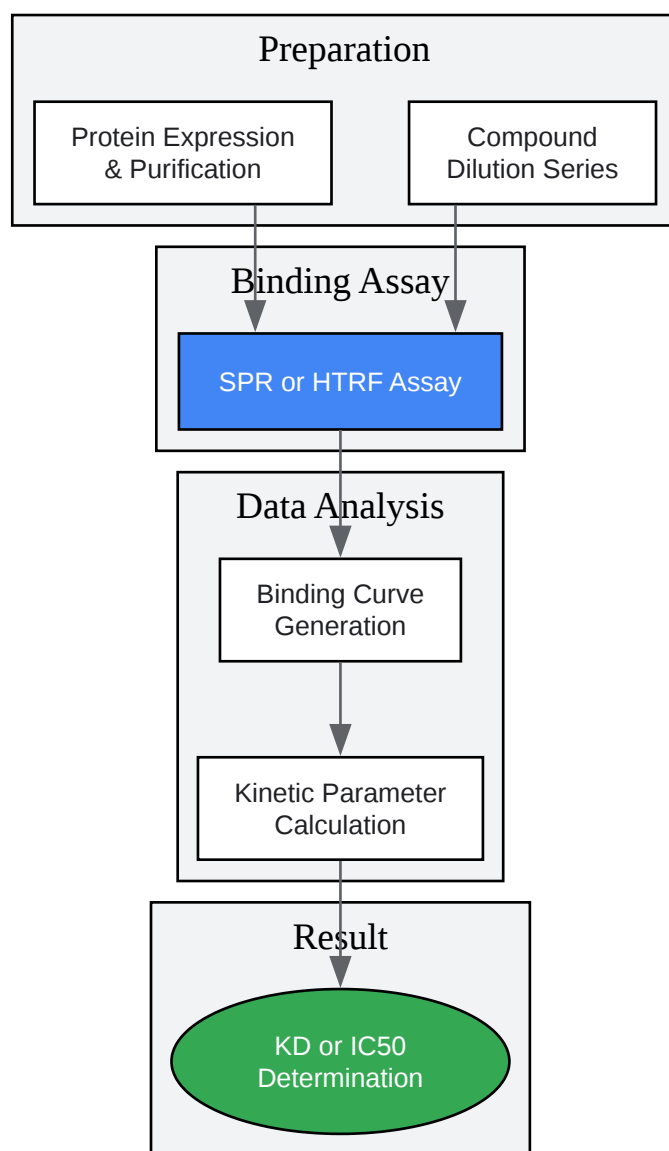 Preparation
Protein Expression
& Purification
Compound
Dilution Series
Binding Assay
SPR or HTRF Assay
Data Analysis
Binding Curve
Generation
Kinetic Parameter
Calculation
Result
KD or IC50
Determination